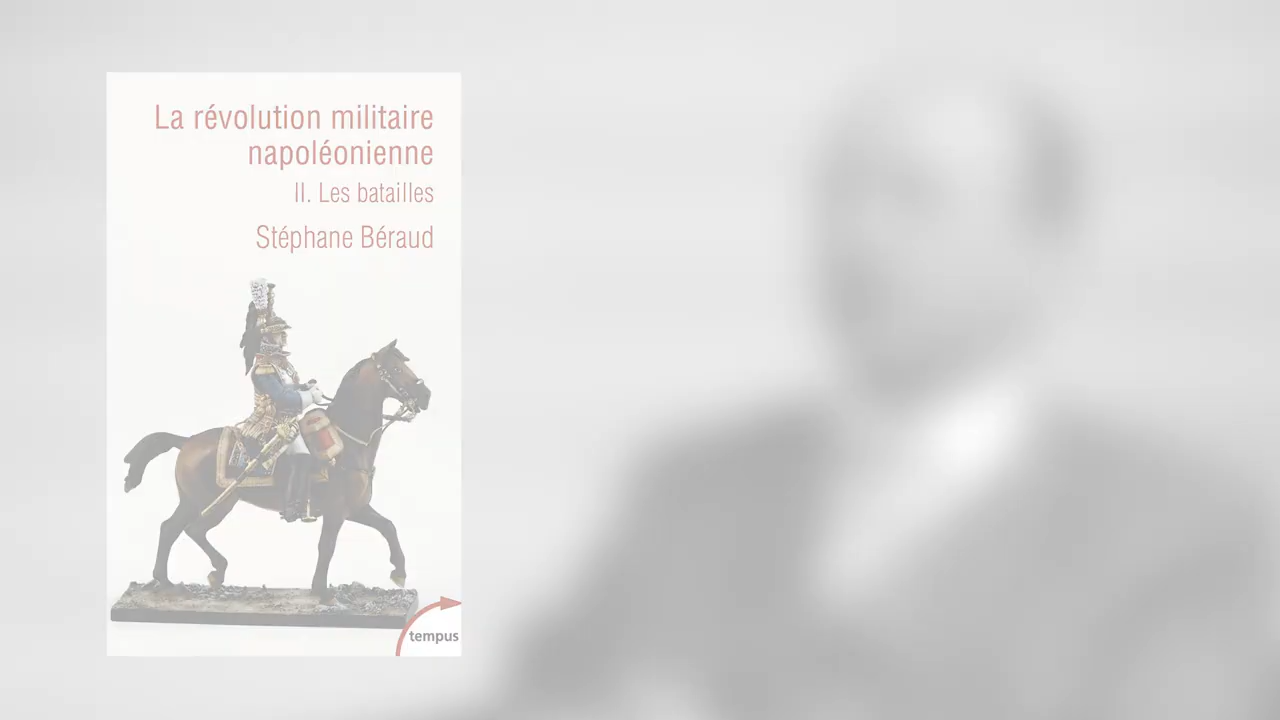 La révolution militaire
napoléonienne
II. Les batailles
Stéphane Béraud
tempus